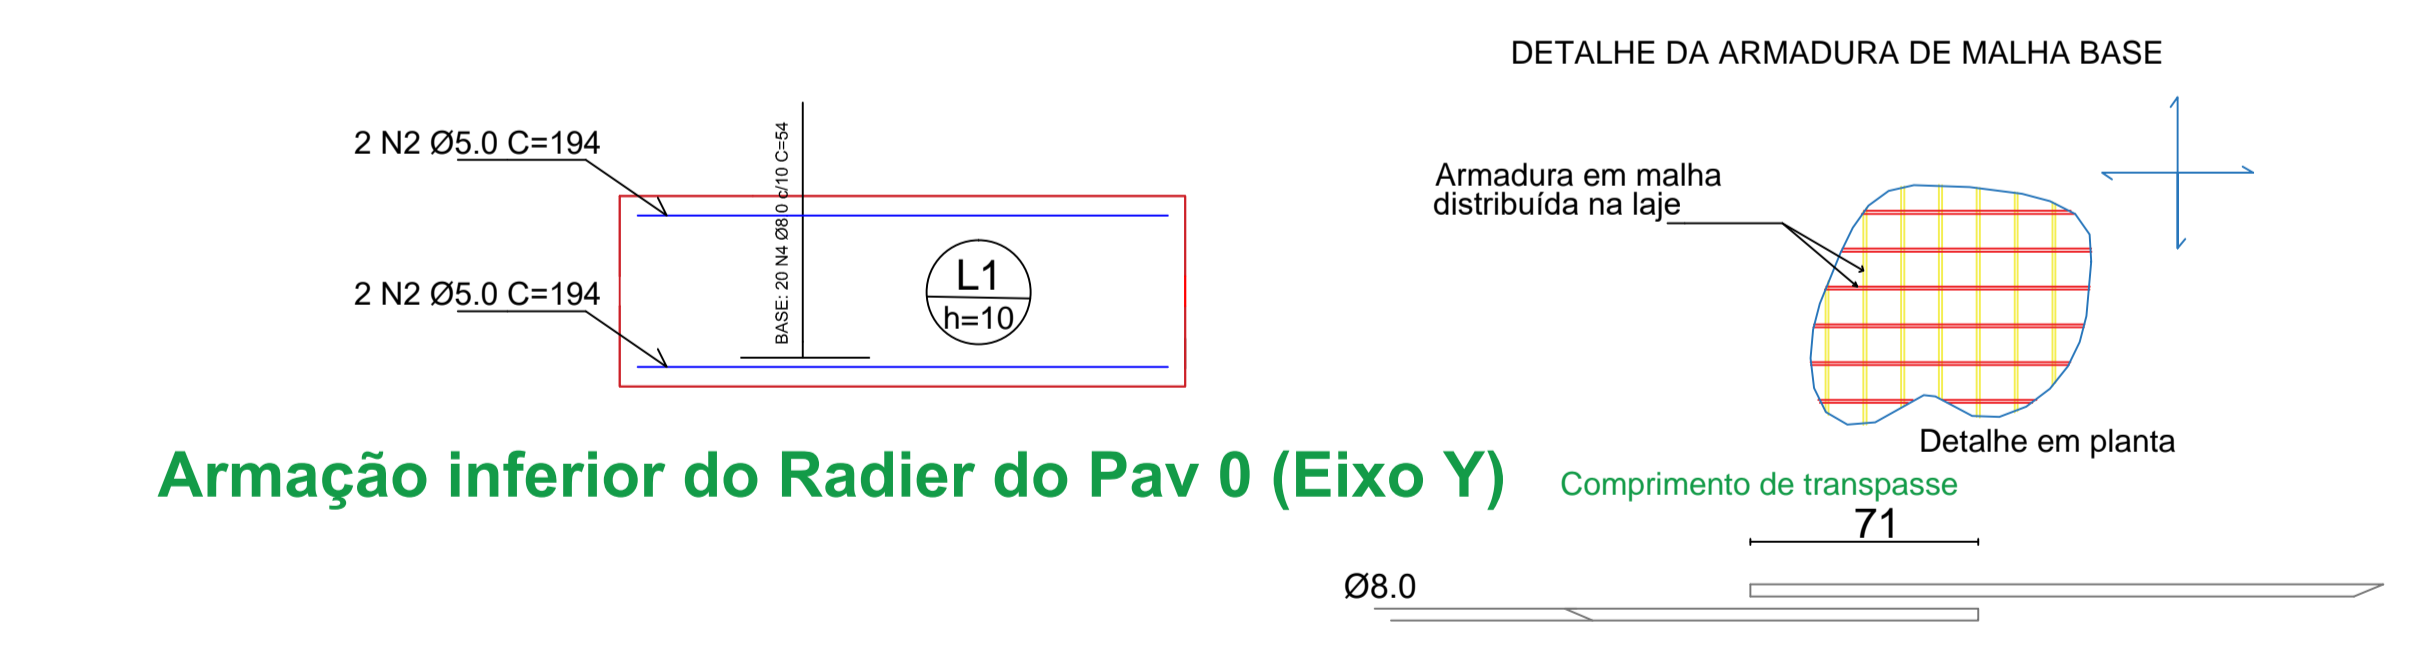 DETALHE DA ARMADURA DE MALHA BASE
2 N2 Ø5.0 C=194
BASE: 20 N4 Ø8.0 c/10 C=54
Armadura em malha
distribuída na laje
L1
h=10
2 N2 Ø5.0 C=194
Detalhe em planta
Armação inferior do Radier do Pav 0 (Eixo Y)
Comprimento de transpasse
71
Ø8.0